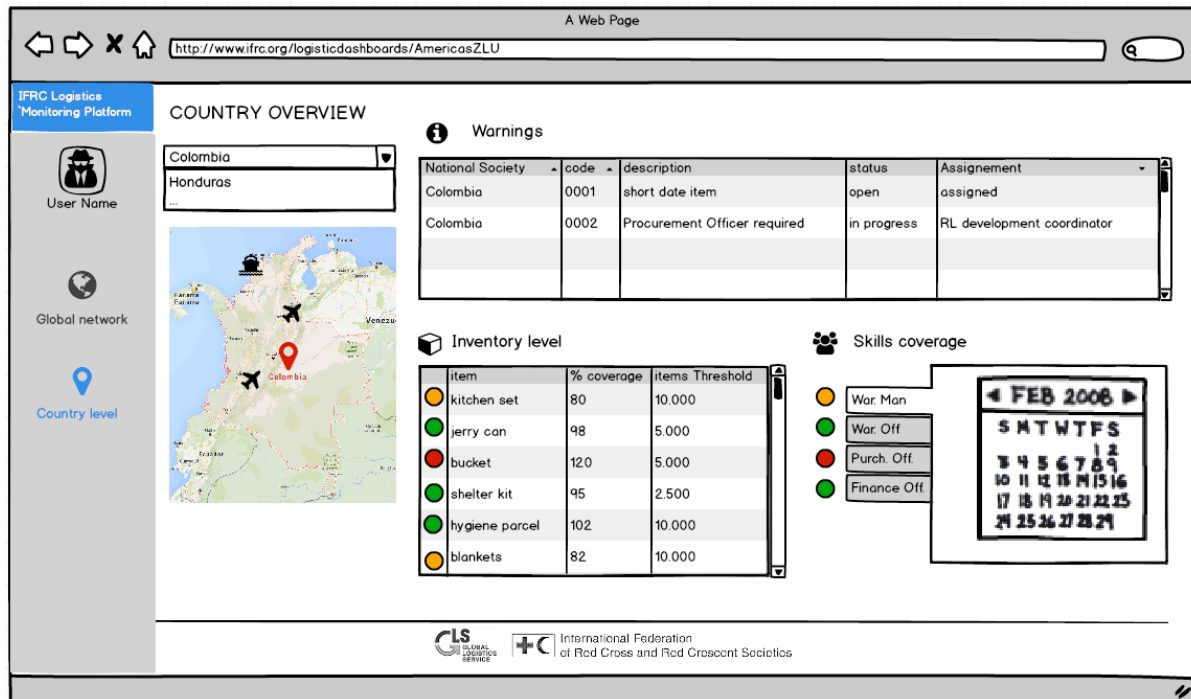 A Web Page
http://www.ifrc.org/logisticdashboards/AmericasZLU
IFRC Logistics
`Monitoring Platform
User Name
Global network
Country level
COUNTRY OVERVIEW
Colombia
Honduras
...
Panama
Panama
Venezu
Colombia
Ecuador
Warnings
National Society code description status Assignement
Colombia 0001 short date item open assigned
Colombia 0002 Procurement Officer required in progress RL development coordinator
Inventory level
item % coverage items Threshold
kitchen set 80 10.000
jerry can 98 5.000
bucket 120 5.000
shelter kit 95 2.500
hygiene parcel 102 10.000
blankets 82 10.000
Skills coverage
War. Man
War. Off
Purch. Off.
Finance Off.
FEB 2008
S M T W T F S
1 2
3 4 5 6 7 8 9
10 11 12 13 14 15 16
17 18 19 20 21 22 23
24 25 26 27 28 29
GLS
GLOBAL
LOGISTICS
SERVICE
International Federation
of Red Cross and Red Crescent Societies